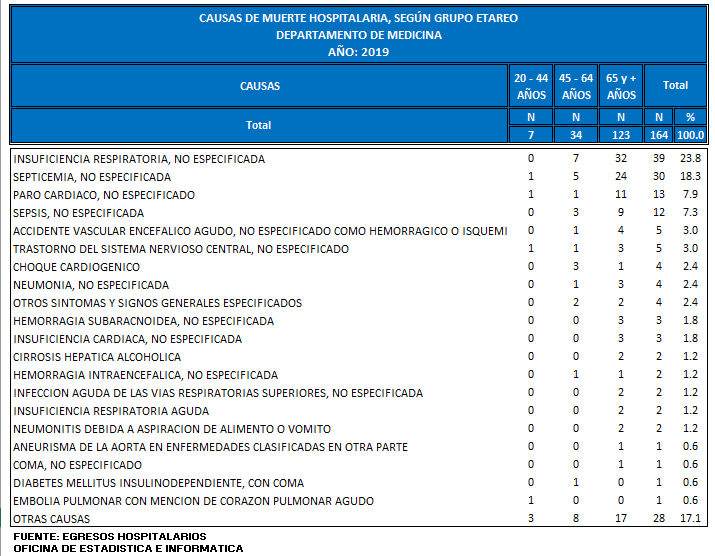 CAUSAS DE MUERTE HOSPITALARIA, SEGÚN GRUPO ETAREO
DEPARTAMENTO DE MEDICINA
AÑO: 2019
CAUSAS 20 - 44 AÑOS 45 - 64 AÑOS 65 y + AÑOS Total
N N N N %
Total 7 34 123 164 100.0
INSUFICIENCIA RESPIRATORIA, NO ESPECIFICADA 0 7 32 39 23.8
SEPTICEMIA, NO ESPECIFICADA 1 5 24 30 18.3
PARO CARDIACO, NO ESPECIFICADO 1 1 11 13 7.9
SEPSIS, NO ESPECIFICADA 0 3 9 12 7.3
ACCIDENTE VASCULAR ENCEFALICO AGUDO, NO ESPECIFICADO COMO HEMORRAGICO O ISQUEMI 0 1 4 5 3.0
TRASTORNO DEL SISTEMA NERVIOSO CENTRAL, NO ESPECIFICADO 1 1 3 5 3.0
CHOQUE CARDIOGENICO 0 3 1 4 2.4
NEUMONIA, NO ESPECIFICADA 0 1 3 4 2.4
OTROS SINTOMAS Y SIGNOS GENERALES ESPECIFICADOS 0 2 2 4 2.4
HEMORRAGIA SUBARACNOIDEA, NO ESPECIFICADA 0 0 3 3 1.8
INSUFICIENCIA CARDIACA, NO ESPECIFICADA 0 0 3 3 1.8
CIRROSIS HEPATICA ALCOHOLICA 0 0 2 2 1.2
HEMORRAGIA INTRAENCEFALICA, NO ESPECIFICADA 0 1 1 2 1.2
INFECCION AGUDA DE LAS VIAS RESPIRATORIAS SUPERIORES, NO ESPECIFICADA 0 0 2 2 1.2
INSUFICIENCIA RESPIRATORIA AGUDA 0 0 2 2 1.2
NEUMONITIS DEBIDA A ASPIRACION DE ALIMENTO O VOMITO 0 0 2 2 1.2
ANEURISMA DE LA AORTA EN ENFERMEDADES CLASIFICADAS EN OTRA PARTE 0 0 1 1 0.6
COMA, NO ESPECIFICADO 0 0 1 1 0.6
DIABETES MELLITUS INSULINODEPENDIENTE, CON COMA 0 1 0 1 0.6
EMBOLIA PULMONAR CON MENCION DE CORAZON PULMONAR AGUDO 1 0 0 1 0.6
OTRAS CAUSAS 3 8 17 28 17.1
FUENTE: EGRESOS HOSPITALARIOS
OFICINA DE ESTADISTICA E INFORMATICA